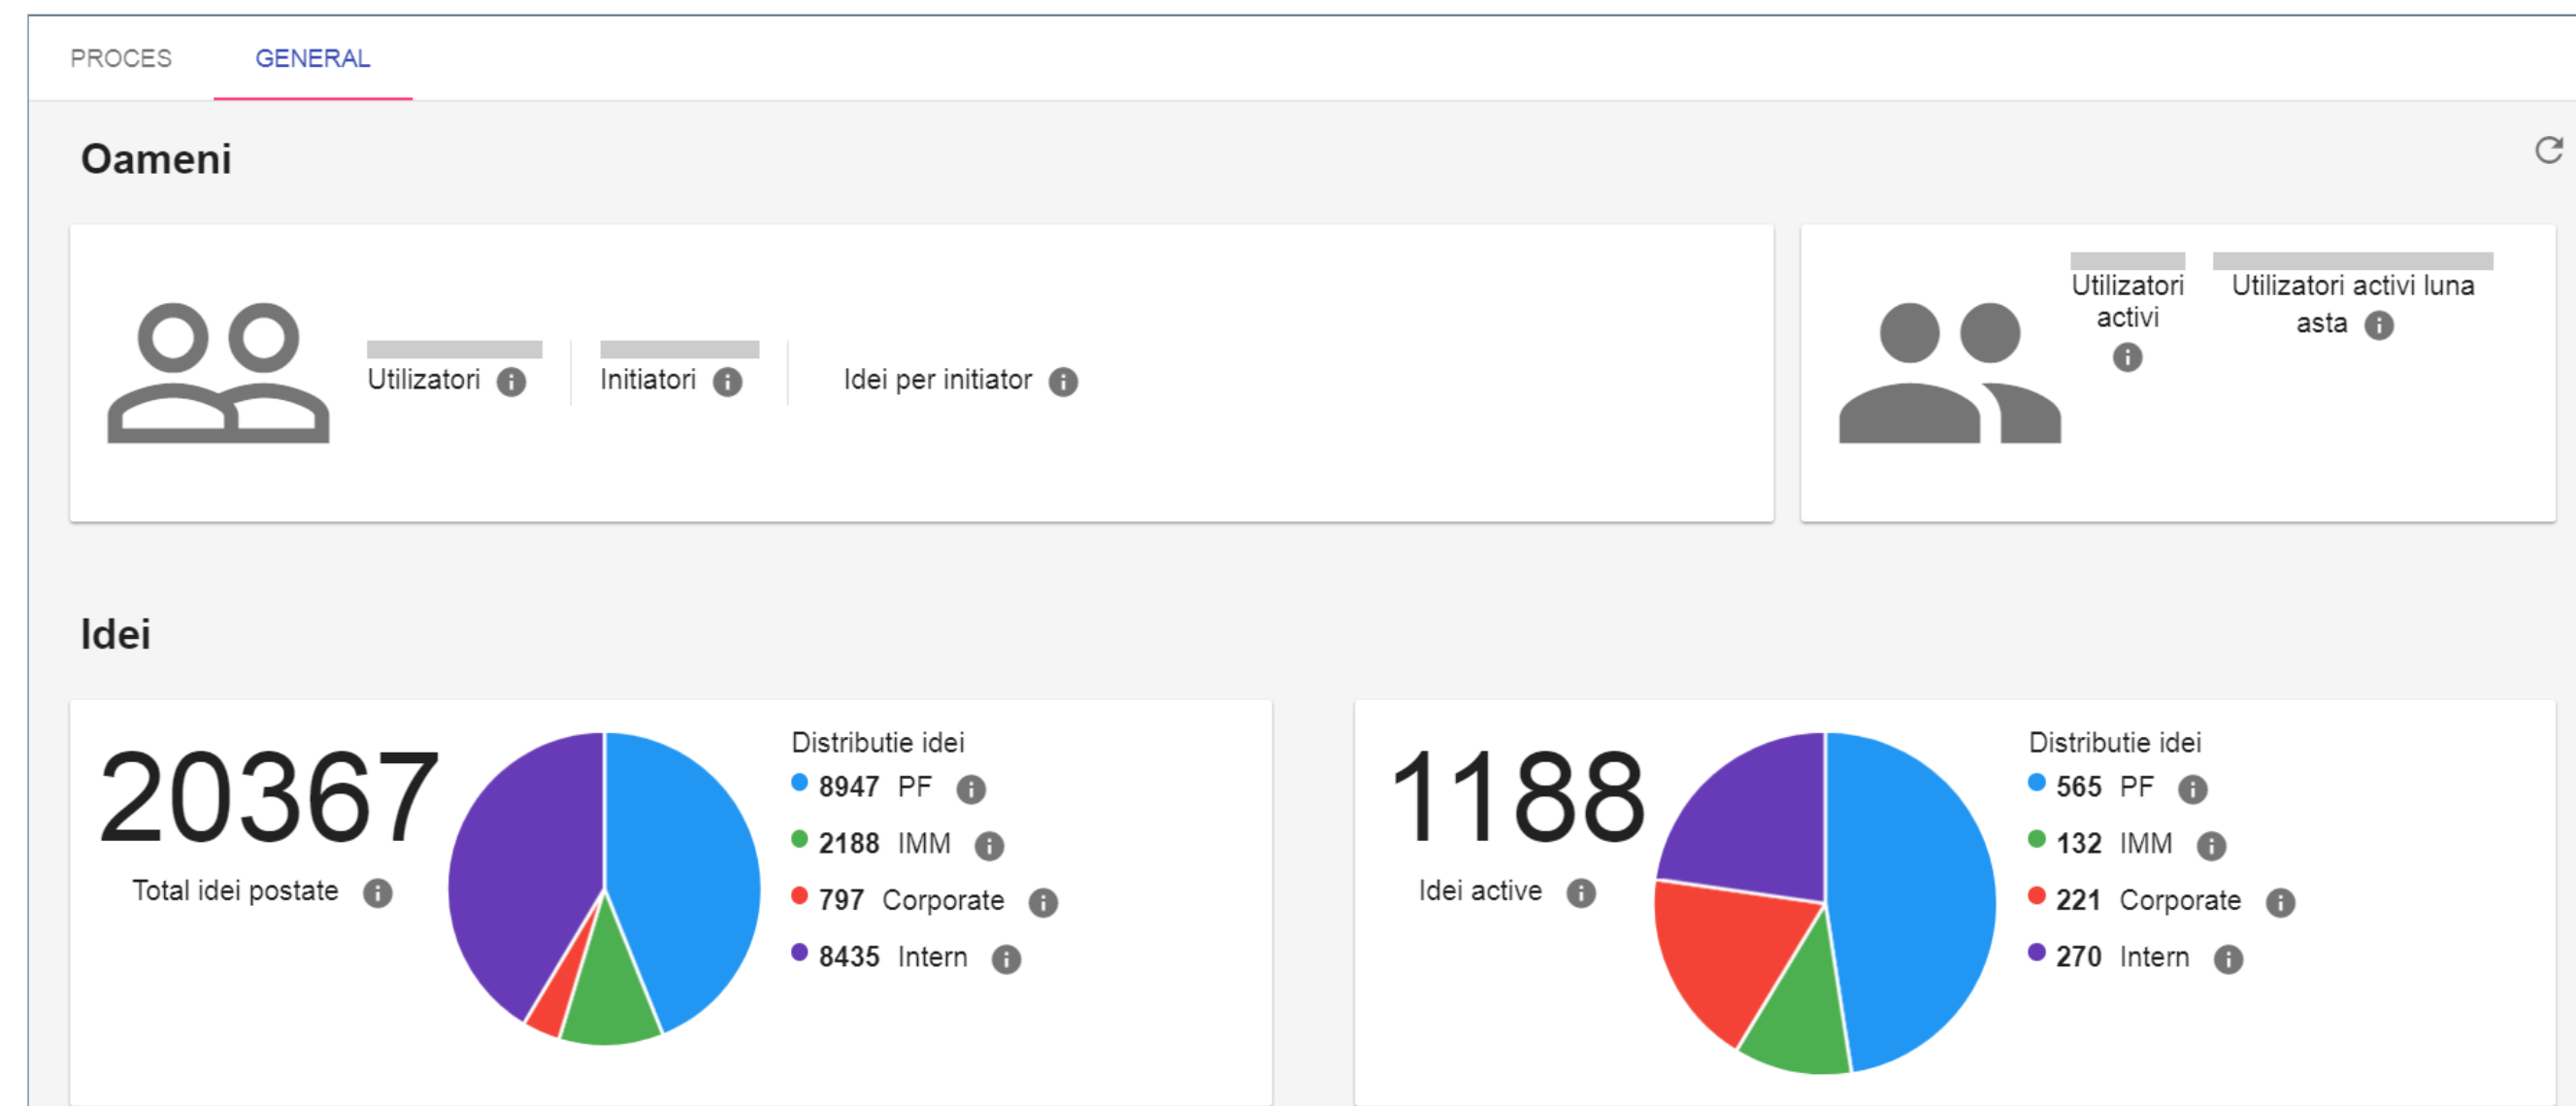 PROCES GENERAL
Oameni
Utilizatori
Initiatori
Idei per initiator
Utilizatori
activi
Utilizatori activi luna
asta
Idei
20367
Total idei postate
Distributie idei
8947 PF
2188 IMM
797 Corporate
8435 Intern
1188
Idei active
Distributie idei
565 PF
132 IMM
221 Corporate
270 Intern